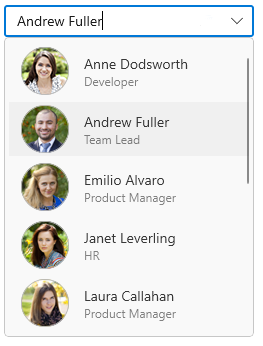 Andrew Fuller
Anne Dodsworth
Developer
Andrew Fuller
Team Lead
Emilio Alvaro
Product Manager
Janet Leverling
HR
Laura Callahan
Product Manager